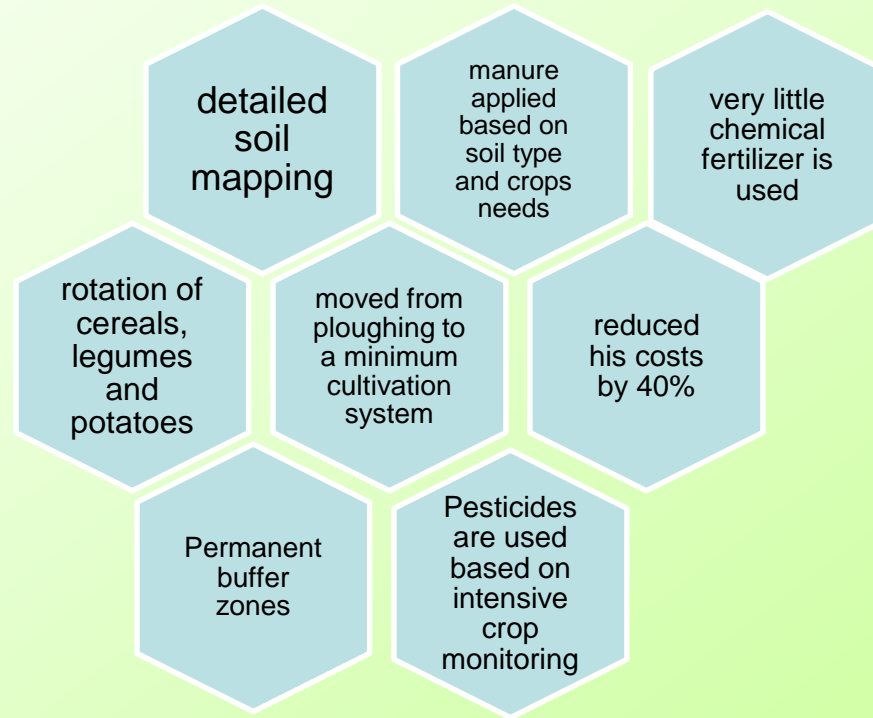 detailed
soil
mapping
manure
applied
based on
soil type
and crops
needs
very little
chemical
fertilizer is
used
rotation of
cereals,
legumes
and
potatoes
moved from
ploughing to
a minimum
cultivation
system
reduced
his costs
by 40%
Permanent
buffer
zones
Pesticides
are used
based on
intensive
crop
monitoring